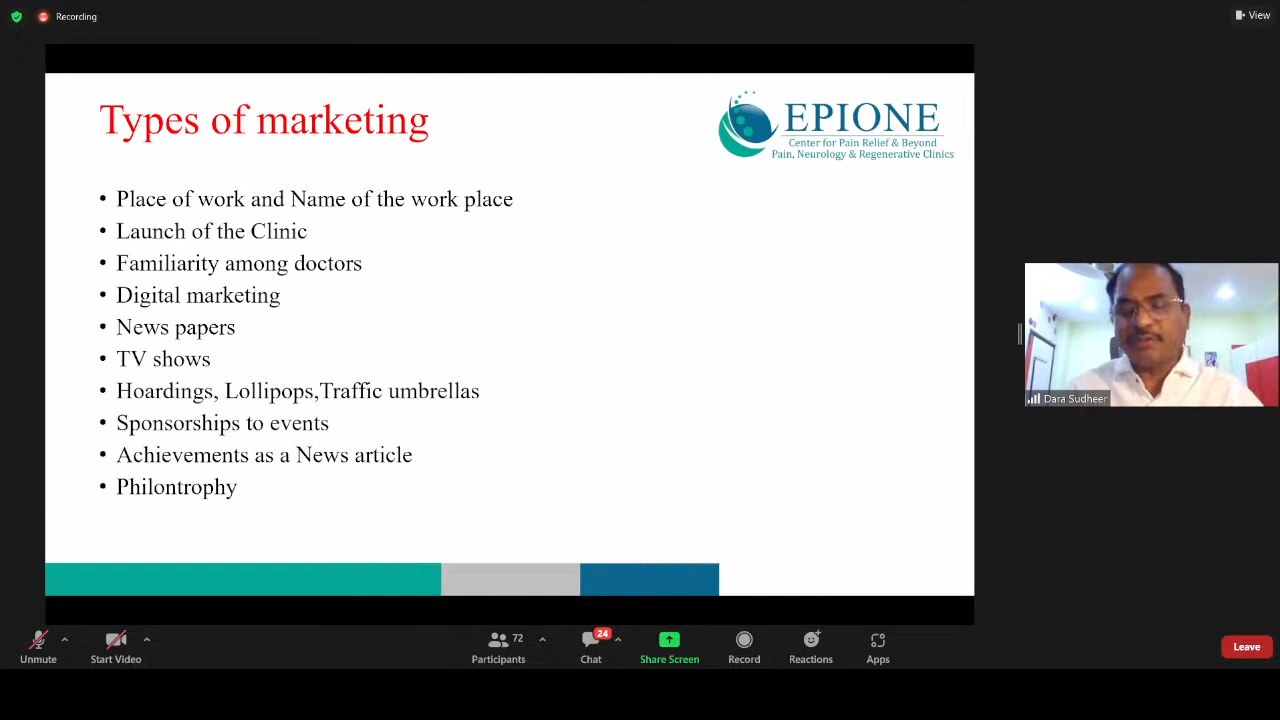 Recording
View
Types of marketing
EPIONE
Center for Pain Relief & Beyond
Pain, Neurology & Regenerative Clinics
• Place of work and Name of the work place
• Launch of the Clinic
• Familiarity among doctors
• Digital marketing
• News papers
• TV shows
• Hoardings, Lollipops,Traffic umbrellas
• Sponsorships to events
• Achievements as a News article
• Philontrophy
Dara Sudheer
Unmute
Start Video
72
Participants
24
Chat
Share Screen
Record
Reactions
Apps
Leave